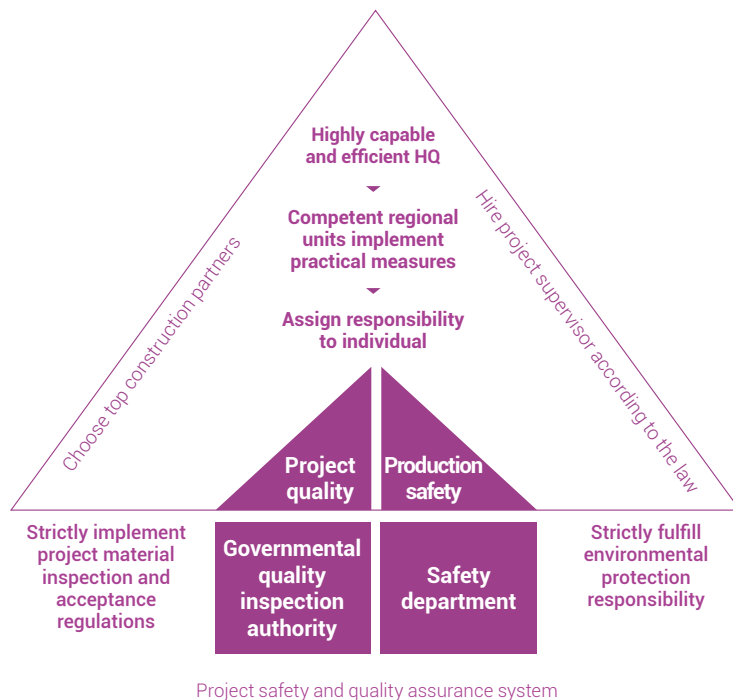 Highly capable
and efficient HQ
Competent regional
units implement
practical measures
Assign responsibility
to individual
Choose top construction partners
Hire project supervisor according to the law
Project
quality
Production
safety
Strictly implement
project material
inspection and
acceptance
regulations
Governmental
quality
inspection
authority
Safety
department
Strictly fulfill
environmental
protection
responsibility
Project safety and quality assurance system